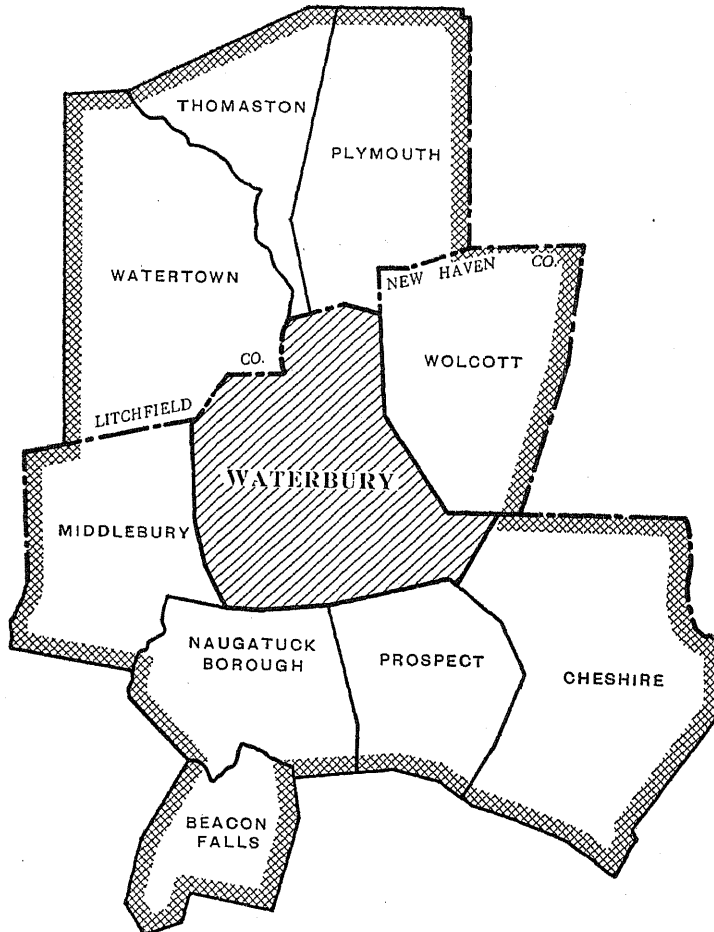 THOMASTON
PLYMOUTH
WATERTOWN
NEW HAVEN CO.
CO.
WOLCOTT
LITCHFIELD
WATERBURY
MIDDLEBURY
NAUGATUCK
BOROUGH
PROSPECT
CHESHIRE
BEACON
FALLS